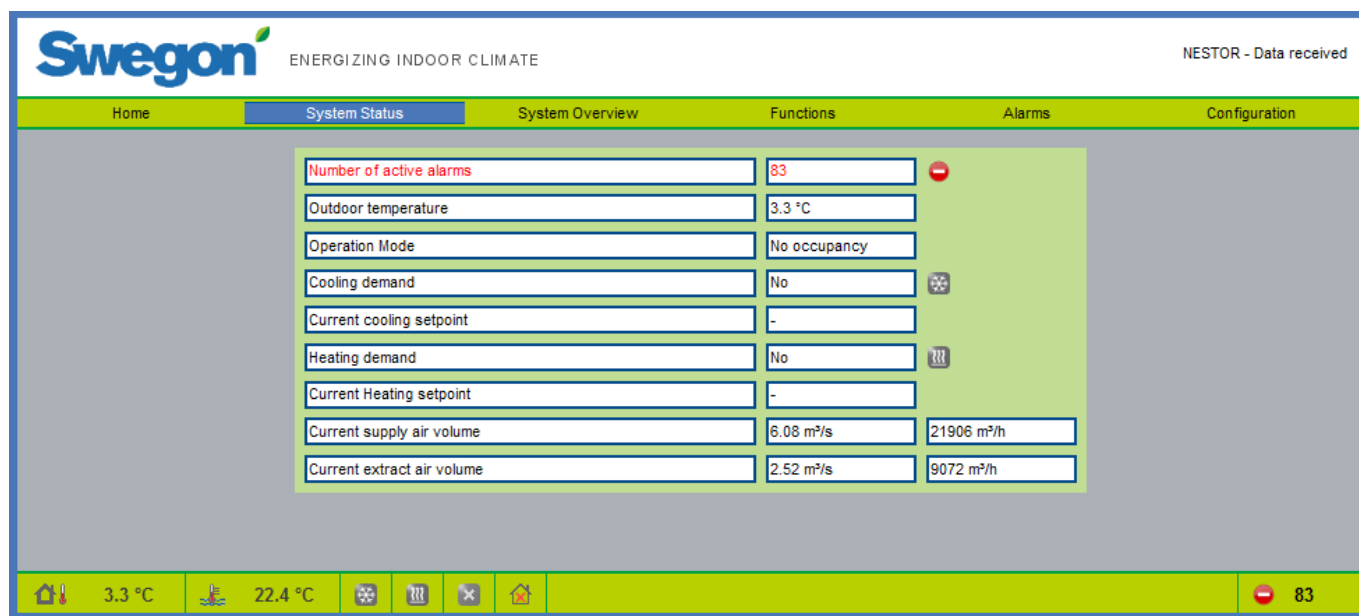 Swegon
ENERGIZING INDOOR CLIMATE
NESTOR - Data received
Home System Status System Overview Functions Alarms Configuration
Number of active alarms 83
Outdoor temperature 3.3 °C
Operation Mode No occupancy
Cooling demand No
Current cooling setpoint -
Heating demand No
Current Heating setpoint -
Current supply air volume 6.08 m³/s 21906 m³/h
Current extract air volume 2.52 m³/s 9072 m³/h
3.3 °C 22.4 °C 83